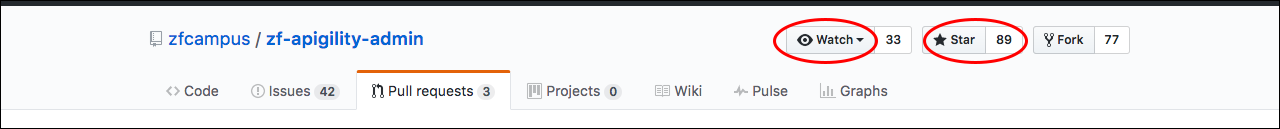 zfcampus / zf-apigility-admin Watch 33 Star 89 Fork 77
Code Issues 42 Pull requests 3 Projects 0 Wiki Pulse Graphs